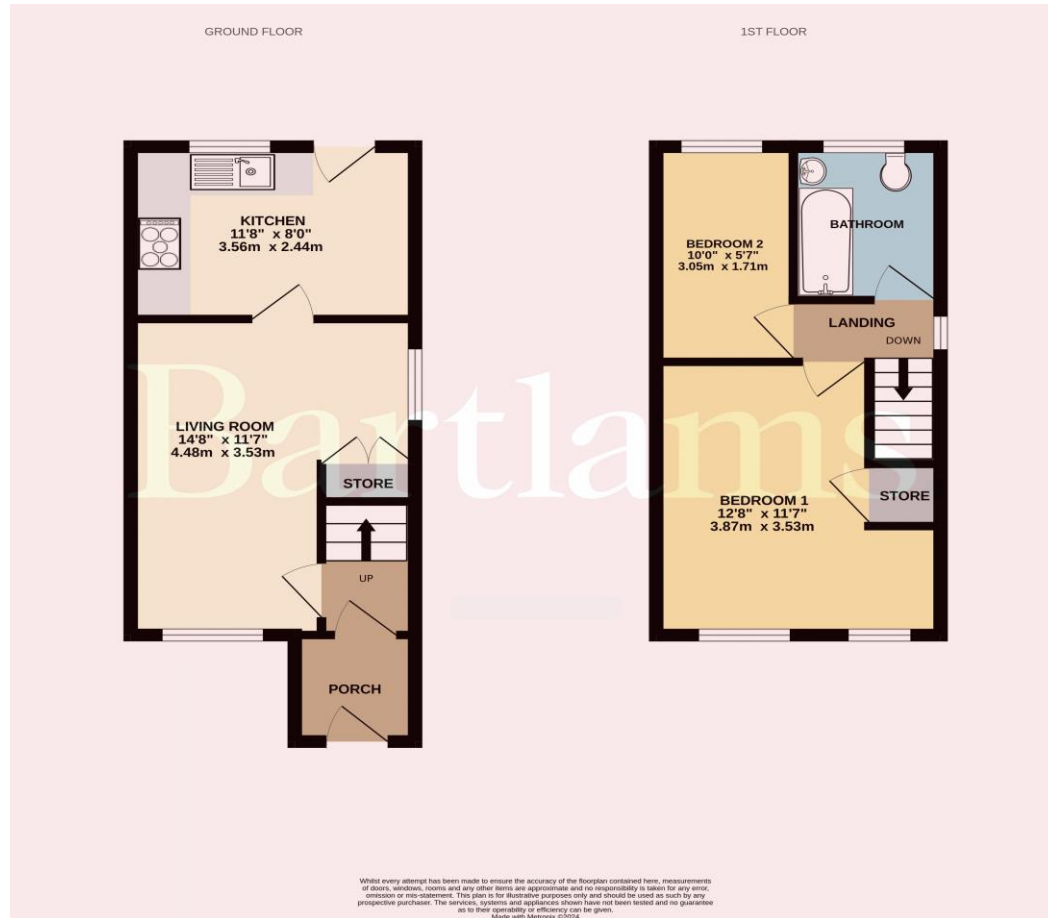 GROUND FLOOR
1ST FLOOR
KITCHEN
11'8" x 8'0"
3.56m x 2.44m
LIVING ROOM
14'8" x 11'7"
4.48m x 3.53m
STORE
UP
PORCH
BEDROOM 2
10'0" x 5'7"
3.05m x 1.71m
BATHROOM
LANDING
DOWN
BEDROOM 1
12'8" x 11'7"
3.87m x 3.53m
STORE
Bartlams
Whilst every attempt has been made to ensure the accuracy of the floorplan contained here, measurements
of doors, windows, rooms and any other items are approximate and no responsibility is taken for any error,
omission or mis-statement. This plan is for illustrative purposes only and should be used as such by any
prospective purchaser. The services, systems and appliances shown have not been tested and no guarantee
as to their operability or efficiency can be given.
Made with Metropix ©2024